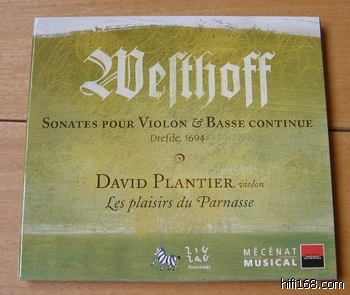 Weſthoff
SONATES POUR VIOLON & BASSE CONTINUE
Dreſde, 1694
DAVID PLANTIER, violon
Les plaisirs du Parnasse
ZIG
ZAG
MÉCÉNAT
MUSICAL
hifi168.com